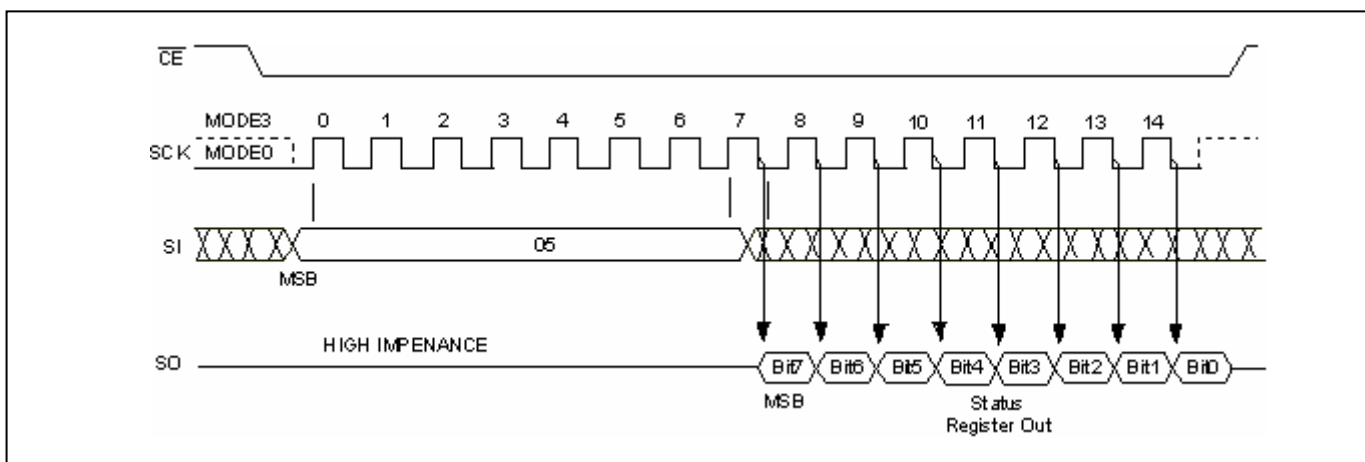 CE
MODE3 0 1 2 3 4 5 6 7 8 9 10 11 12 13 14
SCK MODE0
SI 05
MSB
HIGH IMPENANCE
SO Bit7 Bit6 Bit5 Bit4 Bit3 Bit2 Bit1 Bit0
MSB Status
Register Out